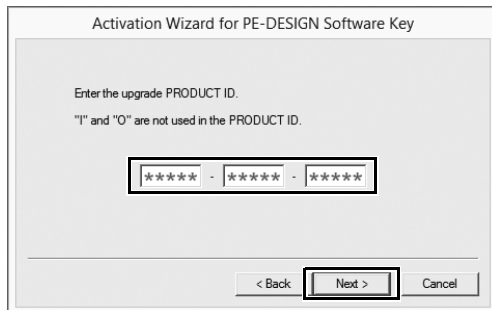 Activation Wizard for PE-DESIGN Software Key
Enter the upgrade PRODUCT ID.
"I" and "O" are not used in the PRODUCT ID.
***** - ***** - *****
< Back Next > Cancel